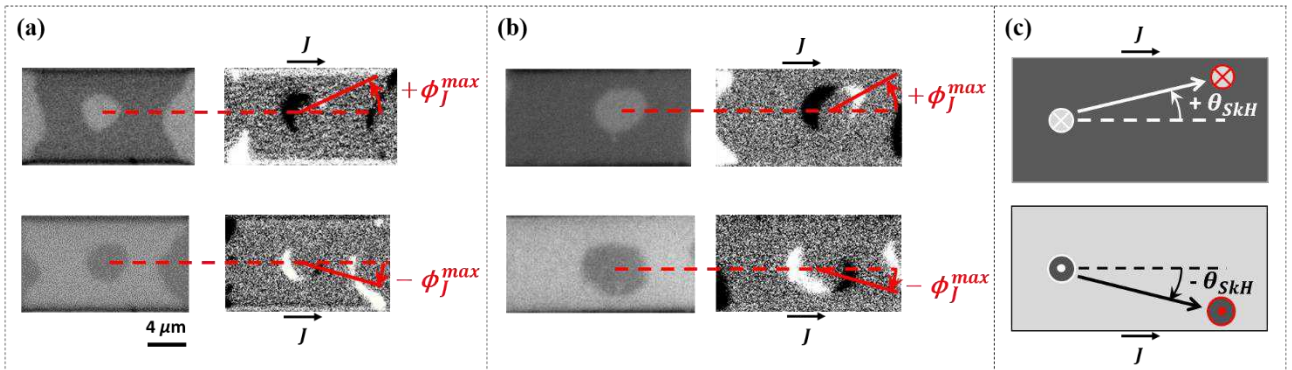 (a)
J
+ϕ_J^max
− ϕ_J^max
J
4 μm
(b)
J
+ϕ_J^max
− ϕ_J^max
J
(c)
J
+ θ_SkH
- θ_SkH
J